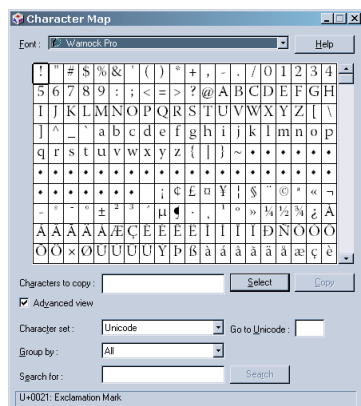 Character Map
Font : Warnock Pro Help
! " # $ % & ' ( ) * + , - . / 0 1 2 3 4
5 6 7 8 9 : ; < = > ? @ A B C D E F G H
I J K L M N O P Q R S T U V W X Y Z [ \
] ^ _ ` a b c d e f g h i j k l m n o p
q r s t u v w x y z { | } ~ • • • • • •
• • • • • • • • • • • • • • • • • • • •
• • • • • • • ¡ ¢ £ ¤ ¥ ¦ § ¨ © ª « ¬
- ® ¯ ° ± ² ³ ´ µ ¶ · ¸ ¹ º » ¼ ½ ¾ ¿ À
Á Â Ã Ä Å Æ Ç È É Ê Ë Ì Í Î Ï Ð Ñ Ò Ó Ô
Õ Ö × Ø Ù Ú Û Ü Ý Þ ß à á â ã ä å æ ç è
Characters to copy : Select Copy
Advanced view
Character set : Unicode Go to Unicode :
Group by : All
Search for : Search
U+0021: Exclamation Mark